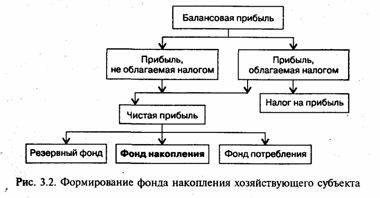 Балансовая прибыль
Прибыль,
не облагаемая налогом
Прибыль,
облагаемая налогом
Налог на прибыль
Чистая прибыль
Резервный фонд
Фонд накопления
Фонд потребления
Рис. 3.2. Формирование фонда накопления хозяйствующего субъекта